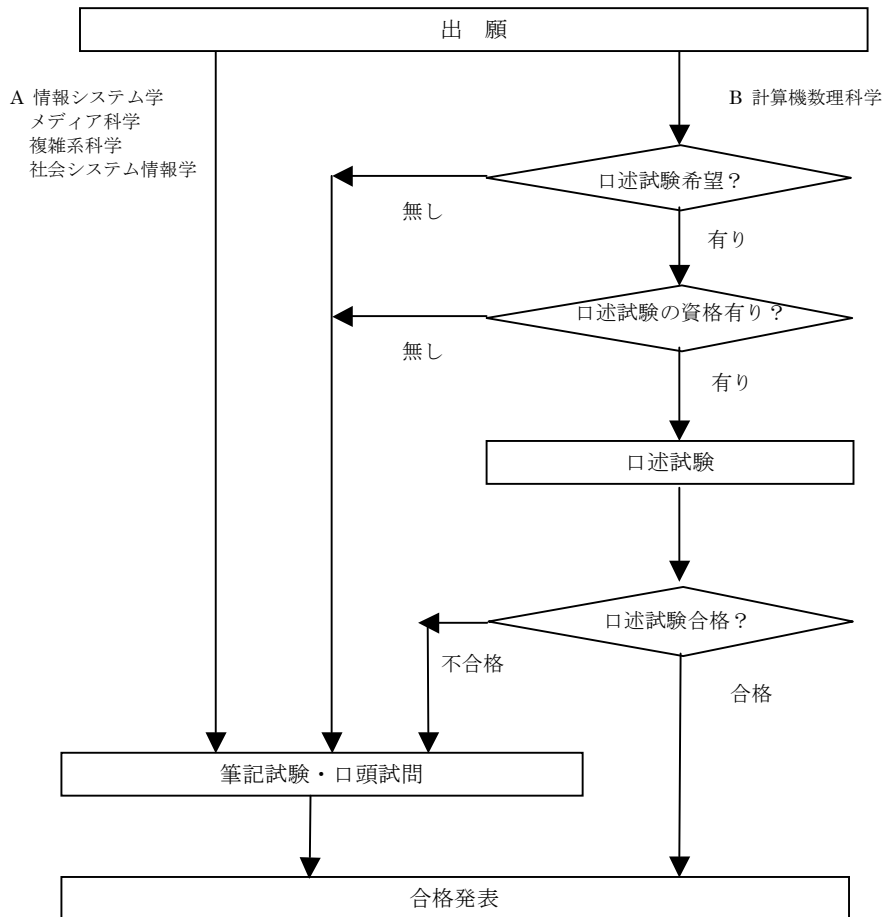 出 願
A 情報システム学
メディア科学
複雑系科学
社会システム情報学
B 計算機数理科学
口述試験希望？
無し
有り
口述試験の資格有り？
無し
有り
口述試験
口述試験合格？
不合格
合格
筆記試験・口頭試問
合格発表